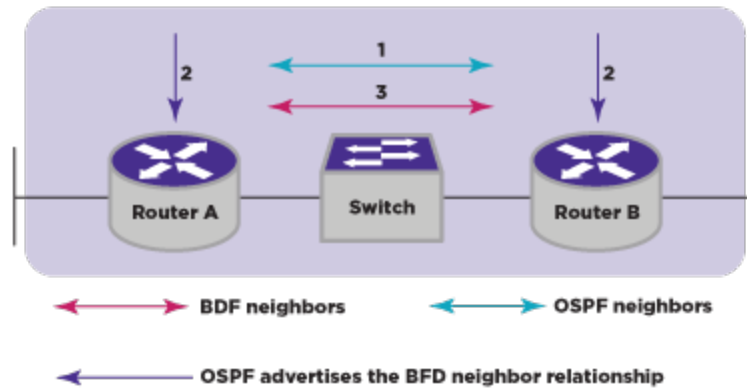 1
2
2
3
Router A
Switch
Router B
BDF neighbors
OSPF neighbors
OSPF advertises the BFD neighbor relationship